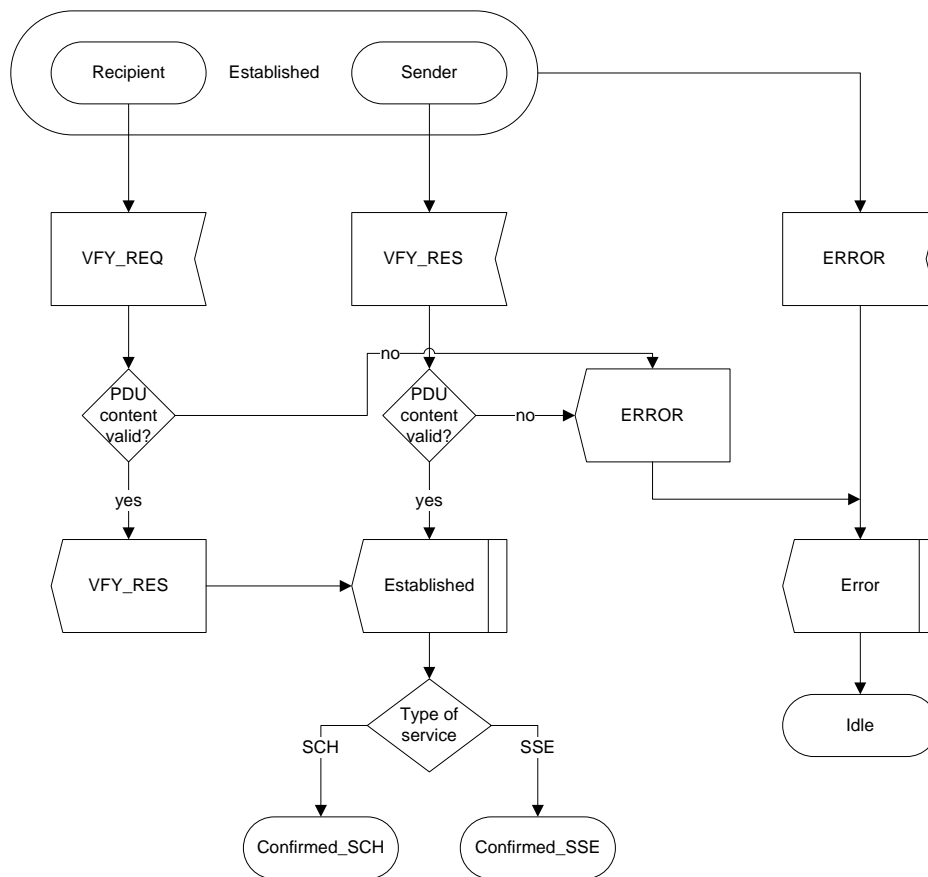 Recipient
Established
Sender
VFY_REQ
VFY_RES
ERROR
no
PDU
content
valid?
PDU
content
valid?
no
ERROR
yes
yes
VFY_RES
Established
Error
Type of
service
SCH
SSE
Idle
Confirmed_SCH
Confirmed_SSE